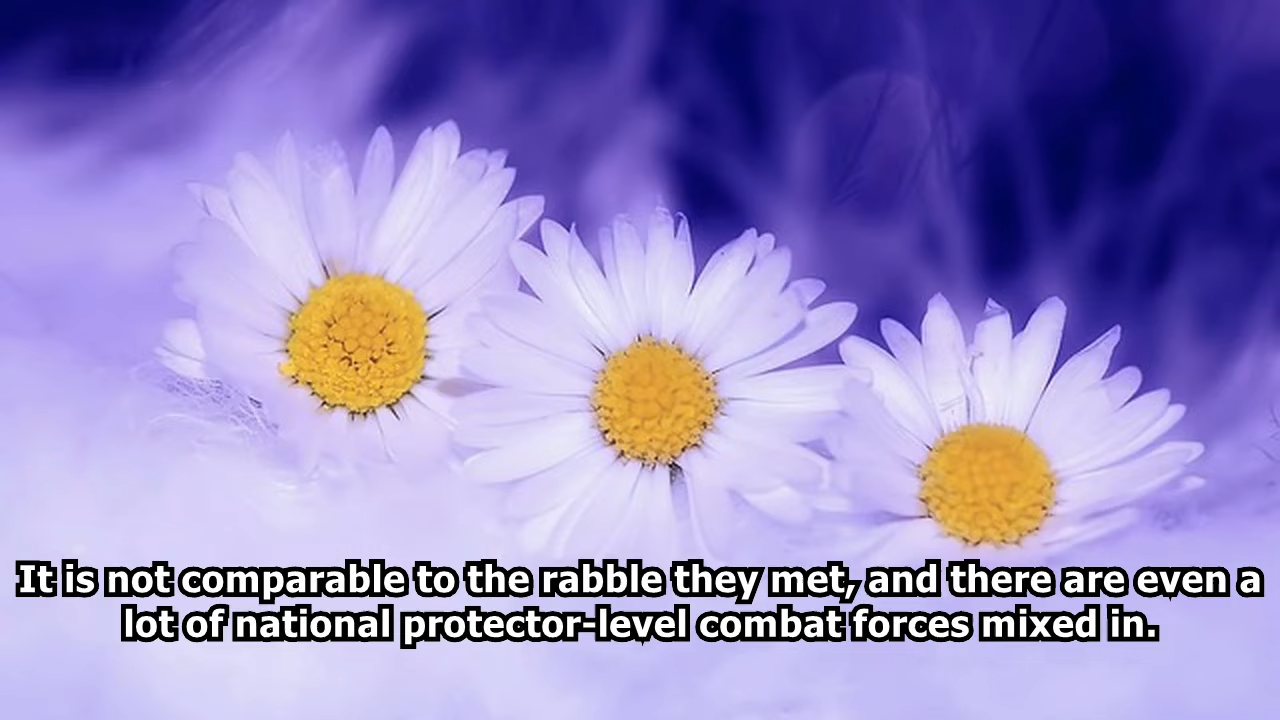 It is not comparable to the rabble they met, and there are even a
lot of national protector-level combat forces mixed in.